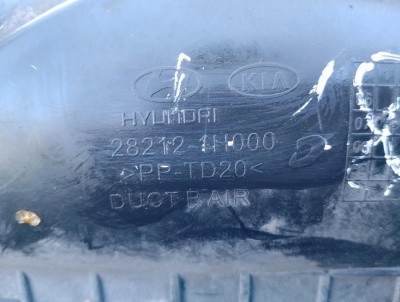 KIA
HYUNDAI
28212-1H000
>PP-TD20<
DUCT B AIR